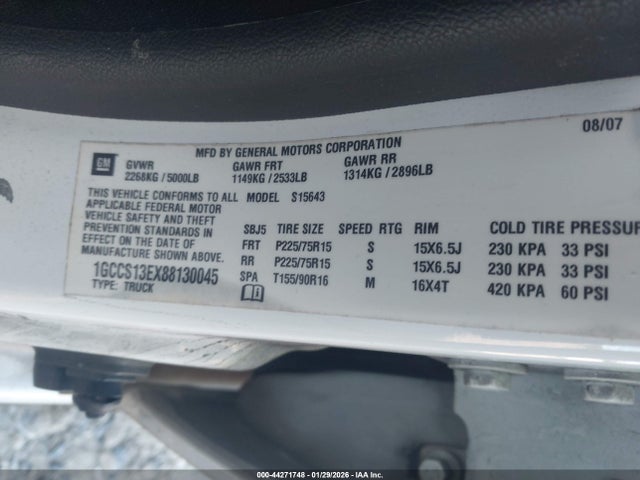 08/07
MFD BY GENERAL MOTORS CORPORATION
GM GVWR GAWR FRT GAWR RR
2268KG / 5000LB 1149KG / 2533LB 1314KG / 2896LB
THIS VEHICLE CONFORMS TO ALL MODEL S15643
APPLICABLE FEDERAL MOTOR
VEHICLE SAFETY AND THEFT
PREVENTION STANDARDS IN
EFFECT ON THE DATE OF
MANUFACTURE SHOWN ABOVE.
1GCCS13EX88130045
TYPE: TRUCK
SBJ5 TIRE SIZE SPEED RTG RIM COLD TIRE PRESSUR
FRT P225/75R15 S 15X6.5J 230 KPA 33 PSI
RR P225/75R15 S 15X6.5J 230 KPA 33 PSI
SPA T155/90R16 M 16X4T 420 KPA 60 PSI
000-44271748 - 01/29/2026 - IAA Inc.